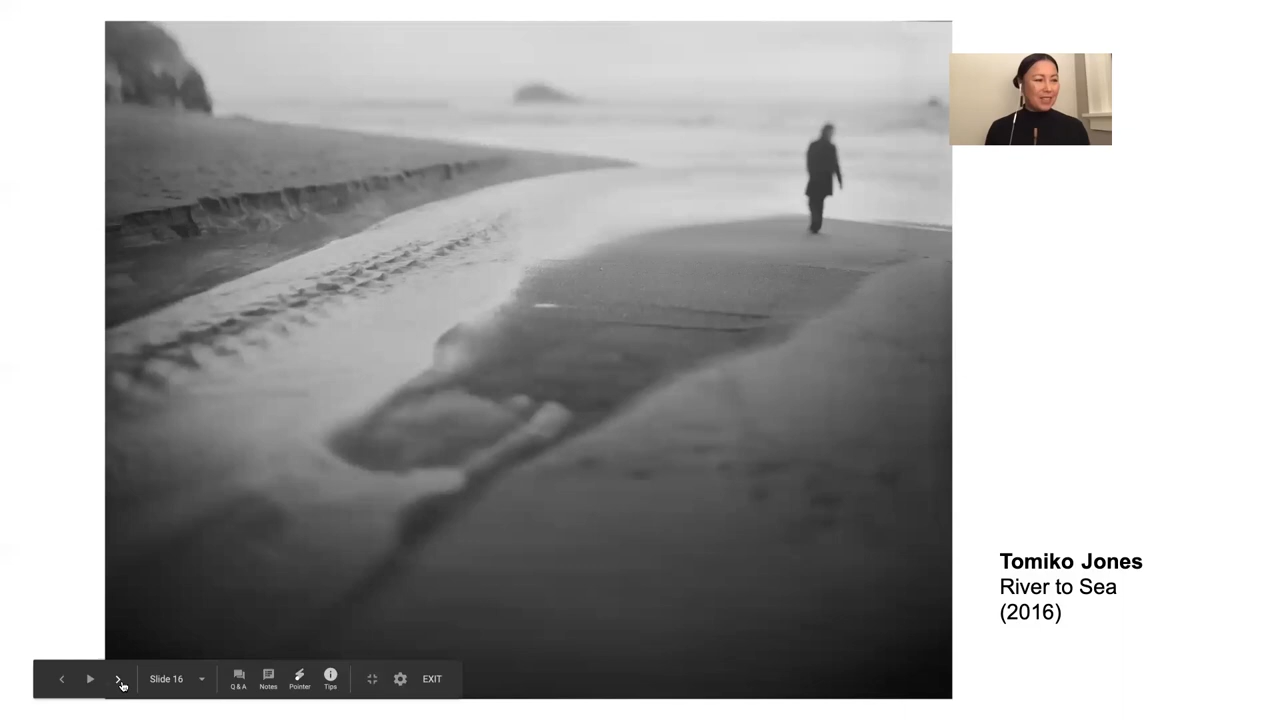 Tomiko Jones
River to Sea
(2016)
Slide 16
Q & A
Notes
Pointer
Tips
EXIT